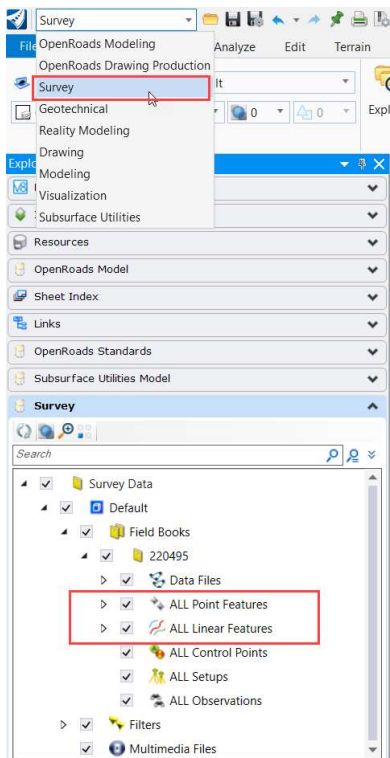 Survey
File
OpenRoads Modeling
Analyze Edit Terrain
OpenRoads Drawing Production
Survey
lt
Geotechnical
0 0 Expl
Reality Modeling
Drawing
Modeling
Explo
Visualization
Subsurface Utilities
Resources
OpenRoads Model
Sheet Index
Links
OpenRoads Standards
Subsurface Utilities Model
Survey
Search
Survey Data
Default
Field Books
220495
Data Files
ALL Point Features
ALL Linear Features
ALL Control Points
ALL Setups
ALL Observations
Filters
Multimedia Files